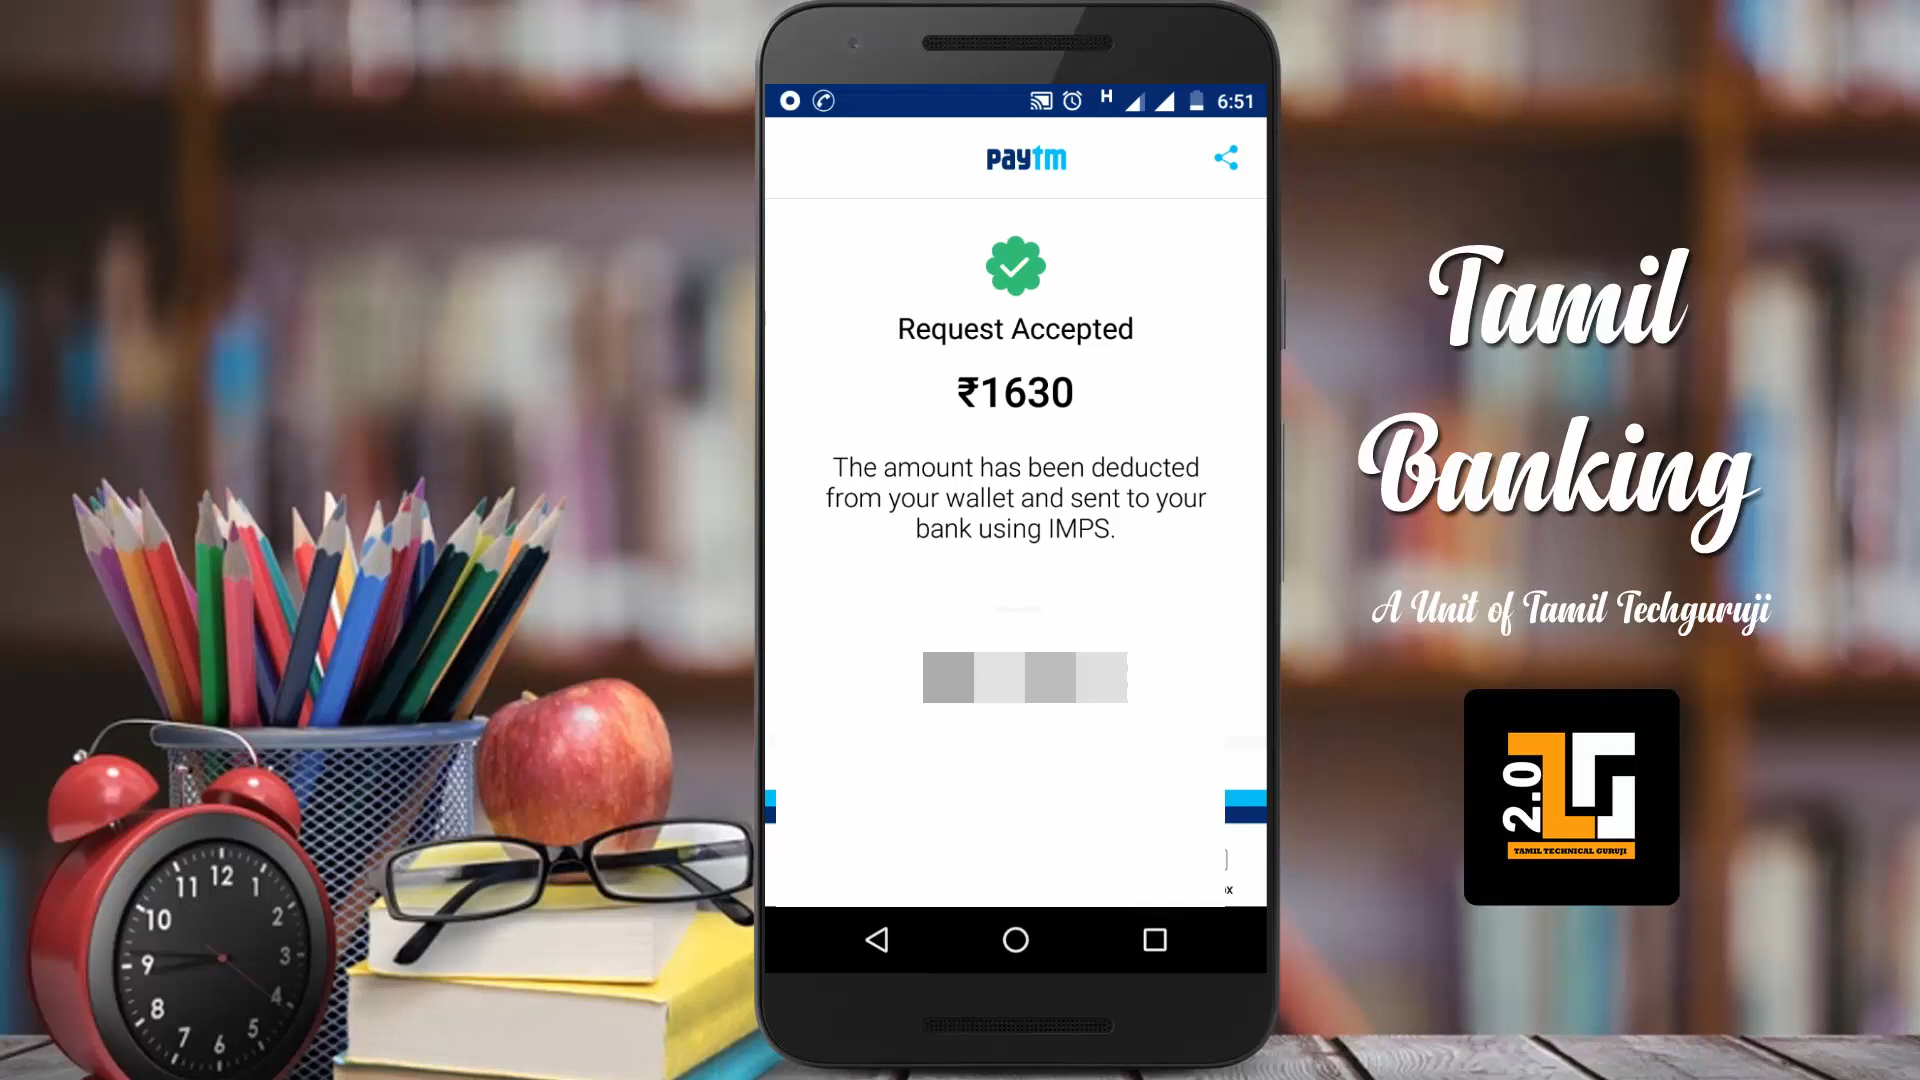 H 6:51
paytm
Request Accepted
₹1630
The amount has been deducted
from your wallet and sent to your
bank using IMPS.
Tamil
Banking
A Unit of Tamil Techguruji
2.0
TAMIL TECHNICAL GURUJI
12
11 1
10 2
9 3
8 4
7 5
6